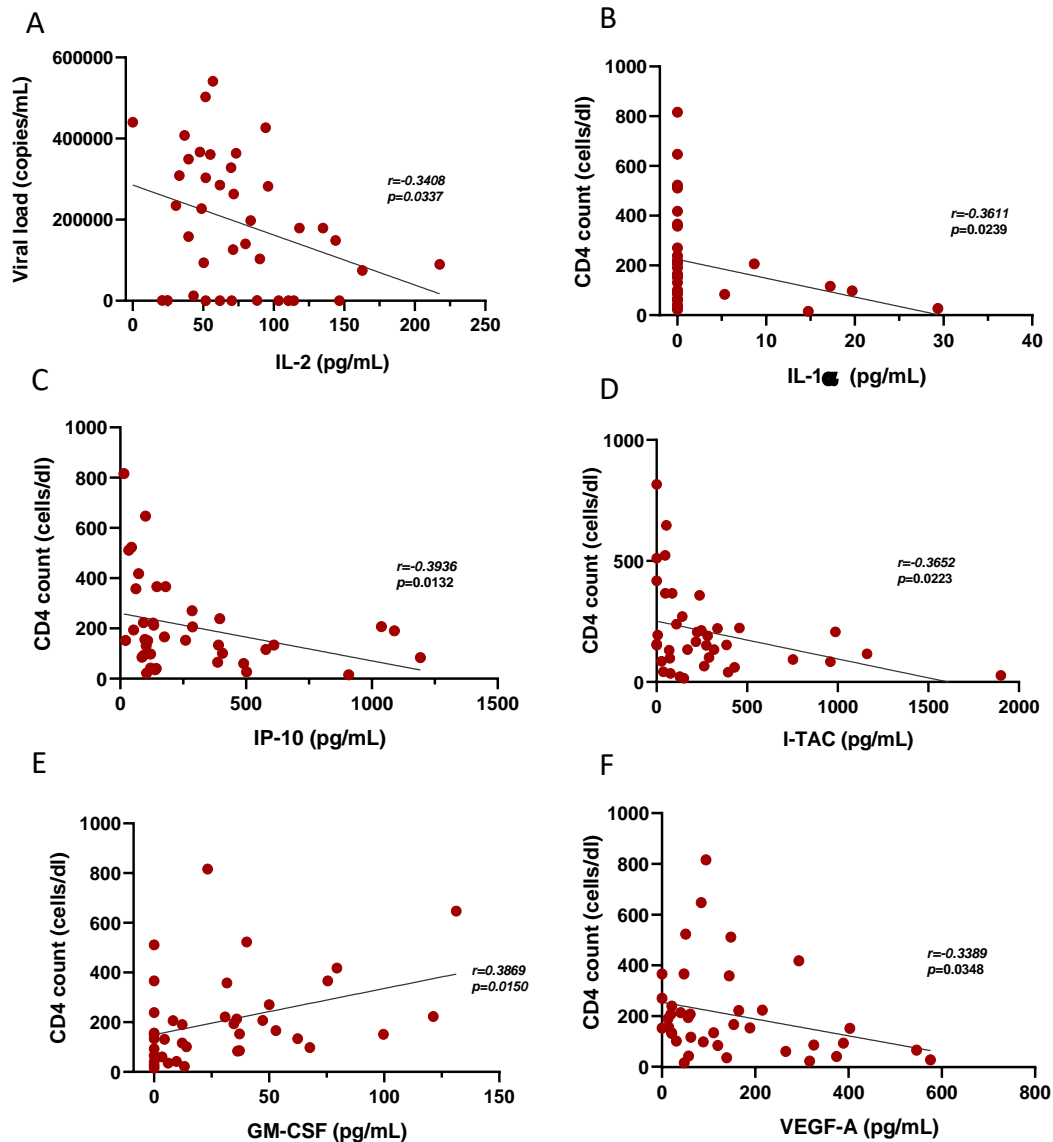 A
Viral load (copies/mL)
600000
400000
200000
0
0 50 100 150 200 250
IL-2 (pg/mL)
r=-0.3408
p=0.0337
B
CD4 count (cells/dl)
1000
800
600
400
200
0
0 10 20 30 40
IL-1α (pg/mL)
r=-0.3611
p=0.0239
C
CD4 count (cells/dl)
1000
800
600
400
200
0
0 500 1000 1500
IP-10 (pg/mL)
r=-0.3936
p=0.0132
D
CD4 count (cells/dl)
1000
500
0
0 500 1000 1500 2000
I-TAC (pg/mL)
r=-0.3652
p=0.0223
E
CD4 count (cells/dl)
1000
800
600
400
200
0
0 50 100 150
GM-CSF (pg/mL)
r=0.3869
p=0.0150
F
CD4 count (cells/dl)
1000
800
600
400
200
0
0 200 400 600 800
VEGF-A (pg/mL)
r=-0.3389
p=0.0348